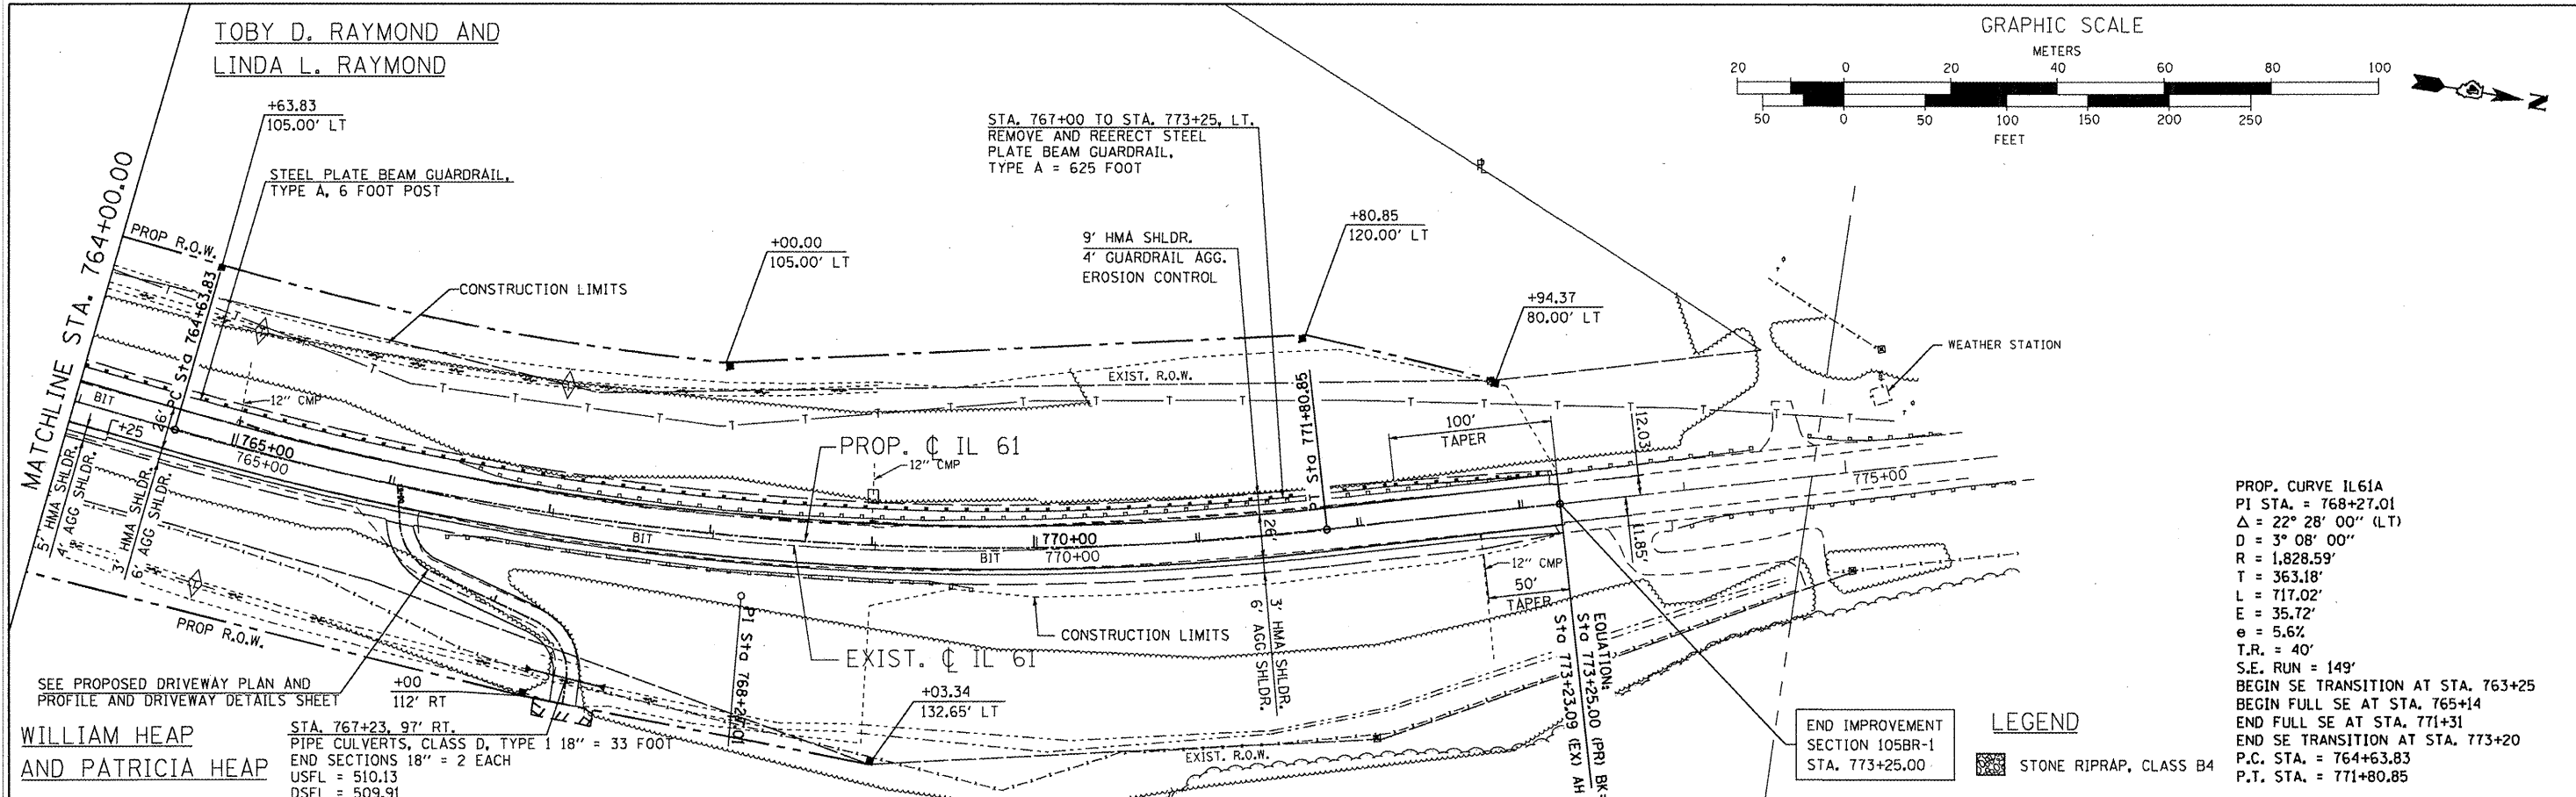 TOBY D. RAYMOND AND
LINDA L. RAYMOND
GRAPHIC SCALE
METERS
20 0 20 40 60 80 100
50 0 50 100 150 200 250
FEET
N
+63.83
105.00' LT
STEEL PLATE BEAM GUARDRAIL,
TYPE A, 6 FOOT POST
STA. 767+00 TO STA. 773+25, LT.
REMOVE AND REERECT STEEL
PLATE BEAM GUARDRAIL,
TYPE A = 625 FOOT
+00.00
105.00' LT
9' HMA SHLDR.
4' GUARDRAIL AGG.
EROSION CONTROL
+80.85
120.00' LT
+94.37
80.00' LT
MATCHLINE STA. 764+00.00
PROP R.O.W.
CONSTRUCTION LIMITS
PC Sta 764+63.83
26'
BIT
+25
12" CMP
765+00
765+00
5' HMA SHLDR.
4' AGG SHLDR.
3' HMA SHLDR.
6' AGG SHLDR.
EXIST. R.O.W.
WEATHER STATION
PROP. ℄ IL 61
12" CMP
100'
TAPER
12.03'
775+00
Sta 771+80.85
26'
770+00
770+00
BIT
BIT
11.85'
12" CMP
50'
TAPER
3' HMA SHLDR.
6' AGG SHLDR.
CONSTRUCTION LIMITS
EXIST. ℄ IL 61
PI Sta 768+27.01
PROP R.O.W.
SEE PROPOSED DRIVEWAY PLAN AND
PROFILE AND DRIVEWAY DETAILS SHEET
+00
112' RT
+03.34
132.65' LT
EXIST. R.O.W.
EQUATION:
Sta 773+25.00 (PR) BK=
Sta 773+23.09 (EX) AH
WILLIAM HEAP
AND PATRICIA HEAP
STA. 767+23, 97' RT.
PIPE CULVERTS, CLASS D, TYPE 1 18" = 33 FOOT
END SECTIONS 18" = 2 EACH
USFL = 510.13
DSFL = 509.91
END IMPROVEMENT
SECTION 105BR-1
STA. 773+25.00
LEGEND
STONE RIPRAP, CLASS B4
PROP. CURVE IL61A
PI STA. = 768+27.01
Δ = 22° 28' 00" (LT)
D = 3° 08' 00"
R = 1,828.59'
T = 363.18'
L = 717.02'
E = 35.72'
e = 5.6%
T.R. = 40'
S.E. RUN = 149'
BEGIN SE TRANSITION AT STA. 763+25
BEGIN FULL SE AT STA. 765+14
END FULL SE AT STA. 771+31
END SE TRANSITION AT STA. 773+20
P.C. STA. = 764+63.83
P.T. STA. = 771+80.85